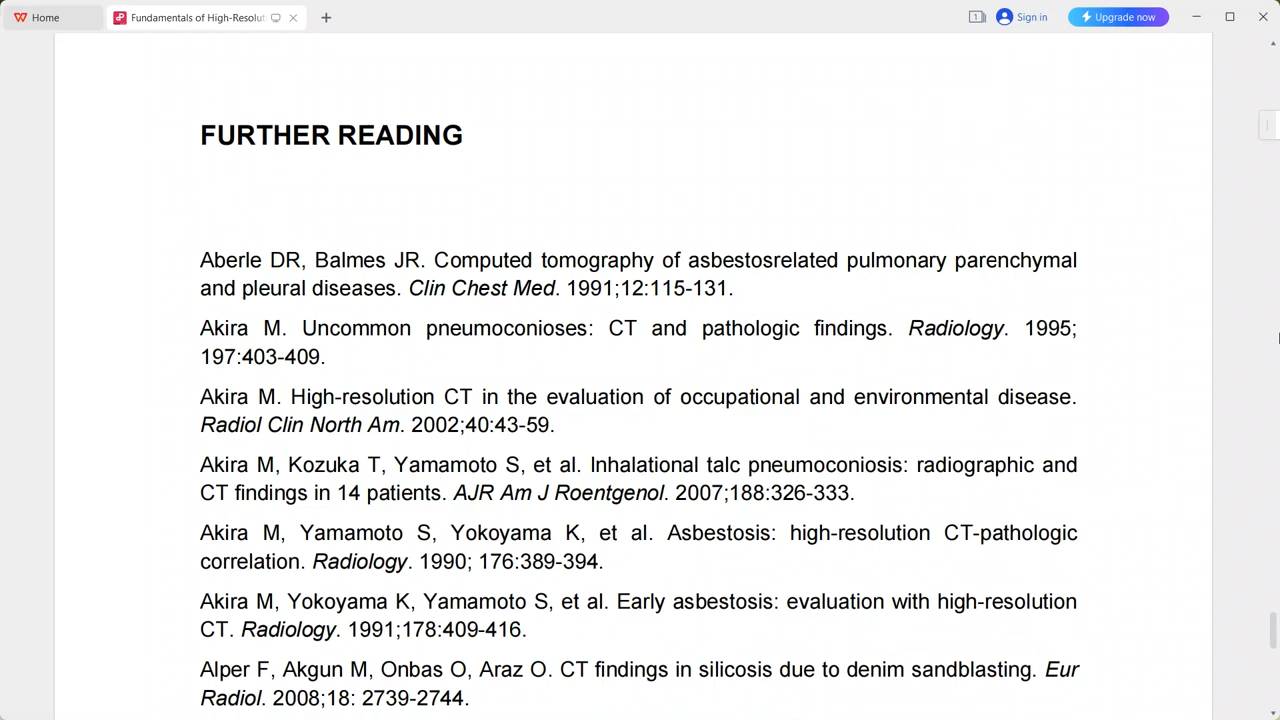 Home
Fundamentals of High-Resolut
1
Sign in
Upgrade now
FURTHER READING
Aberle DR, Balmes JR. Computed tomography of asbestosrelated pulmonary parenchymal
and pleural diseases. Clin Chest Med. 1991;12:115-131.
Akira M. Uncommon pneumoconioses: CT and pathologic findings. Radiology. 1995;
197:403-409.
Akira M. High-resolution CT in the evaluation of occupational and environmental disease.
Radiol Clin North Am. 2002;40:43-59.
Akira M, Kozuka T, Yamamoto S, et al. Inhalational talc pneumoconiosis: radiographic and
CT findings in 14 patients. AJR Am J Roentgenol. 2007;188:326-333.
Akira M, Yamamoto S, Yokoyama K, et al. Asbestosis: high-resolution CT-pathologic
correlation. Radiology. 1990; 176:389-394.
Akira M, Yokoyama K, Yamamoto S, et al. Early asbestosis: evaluation with high-resolution
CT. Radiology. 1991;178:409-416.
Alper F, Akgun M, Onbas O, Araz O. CT findings in silicosis due to denim sandblasting. Eur
Radiol. 2008;18: 2739-2744.